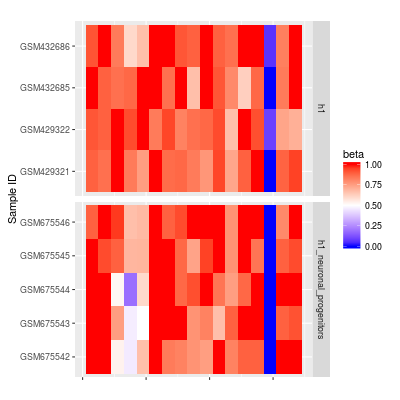 GSM432686
GSM432685
GSM429322
GSM429321
h1
GSM675546
GSM675545
GSM675544
GSM675543
GSM675542
h1_neuronal_progenitors
Sample ID
beta
1.00
0.75
0.50
0.25
0.00